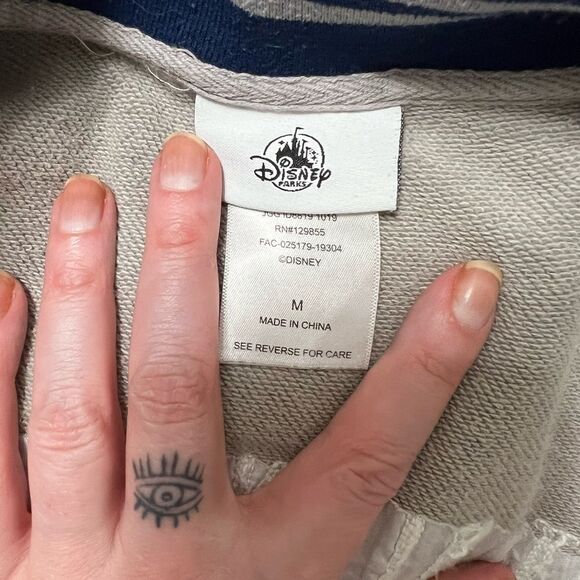 Disney
PARKS
RN#129855
FAC-025179-19304
©DISNEY
M
MADE IN CHINA
SEE REVERSE FOR CARE